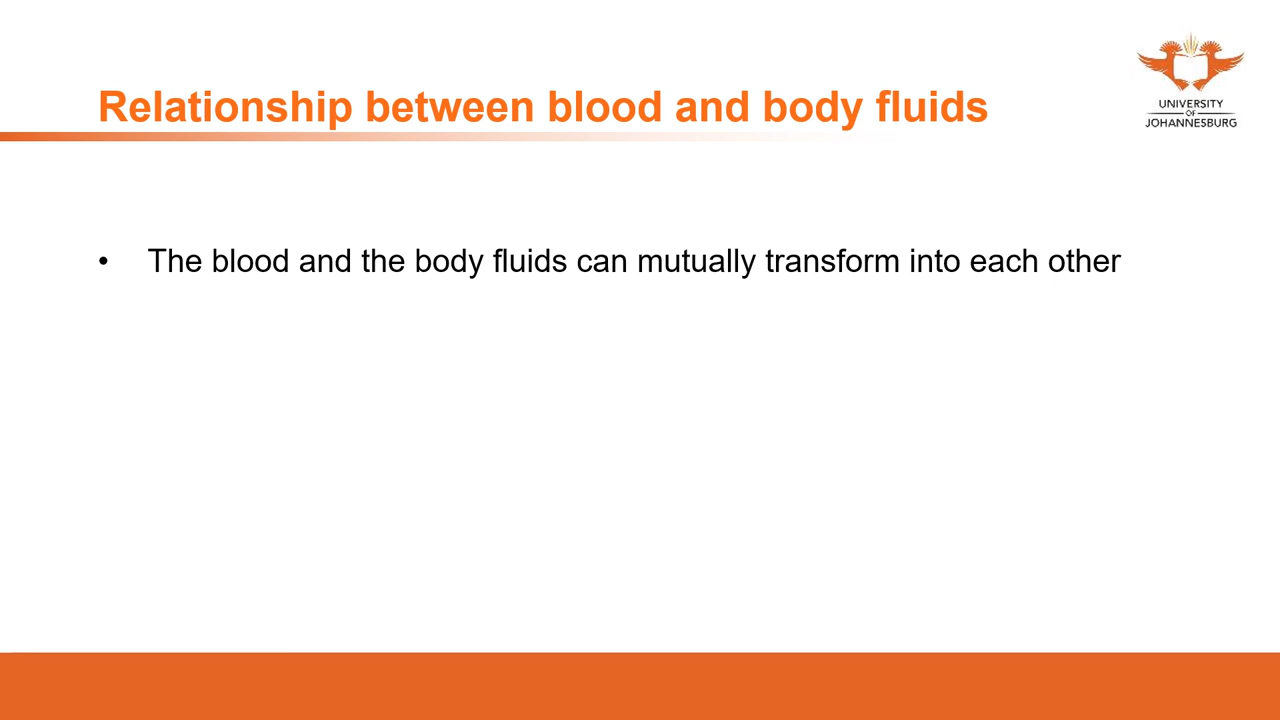 Relationship between blood and body fluids
UNIVERSITY
OF
JOHANNESBURG
• The blood and the body fluids can mutually transform into each other